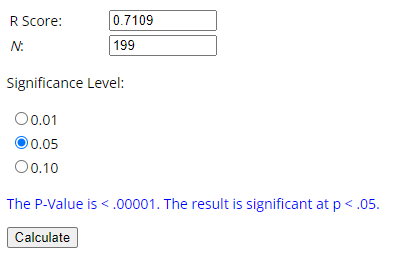 R Score: 0.7109
N: 199
Significance Level:
0.01
0.05
0.10
The P-Value is < .00001. The result is significant at p < .05.
Calculate